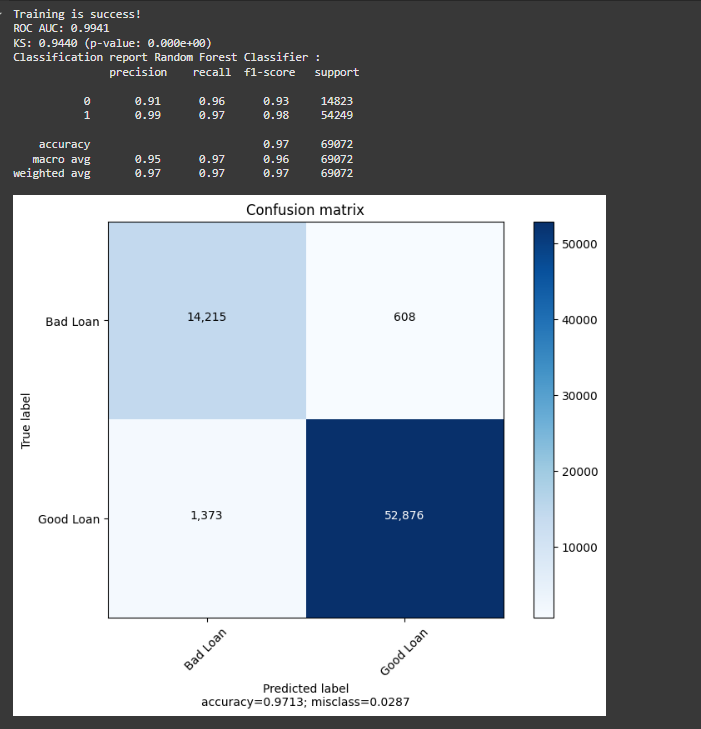 Training is success!
ROC AUC: 0.9941
KS: 0.9440 (p-value: 0.000e+00)
Classification report Random Forest Classifier :
precision recall f1-score support
0 0.91 0.96 0.93 14823
1 0.99 0.97 0.98 54249
accuracy 0.97 69072
macro avg 0.95 0.97 0.96 69072
weighted avg 0.97 0.97 0.97 69072
Confusion matrix
50000
40000
30000
20000
10000
True label
Bad Loan
14,215 608
Good Loan
1,373 52,876
Bad Loan
Good Loan
Predicted label
accuracy=0.9713; misclass=0.0287